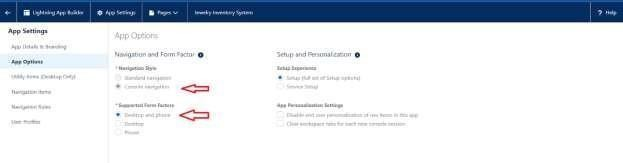 Lightning App Builder
App Settings
Pages
Jewelry Inventory System
? Help
App Settings
App Details & Branding
App Options
Utility Items (Desktop Only)
Navigation Items
Navigation Rules
User Profiles
App Options
Navigation and Form Factor
* Navigation Style
Standard navigation
Console navigation
* Supported Form Factors
Desktop and phone
Desktop
Phone
Setup and Personalization
Setup Experience
Setup (full set of Setup options)
Service Setup
App Personalization Settings
Disable end user personalization of nav items in this app
Clear workspace tabs for each new console session